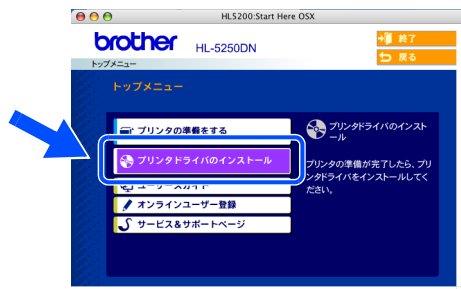 HL5200:Start Here OSX
brother HL-5250DN
終了
戻る
トップメニュー
トップメニュー
プリンタの準備をする
プリンタドライバのインストール
ユーザーズガイド
オンラインユーザー登録
サービス&サポートページ
プリンタドライバのインスト
ール
プリンタの準備が完了したら、プリ
ンタドライバをインストールしてく
ださい。